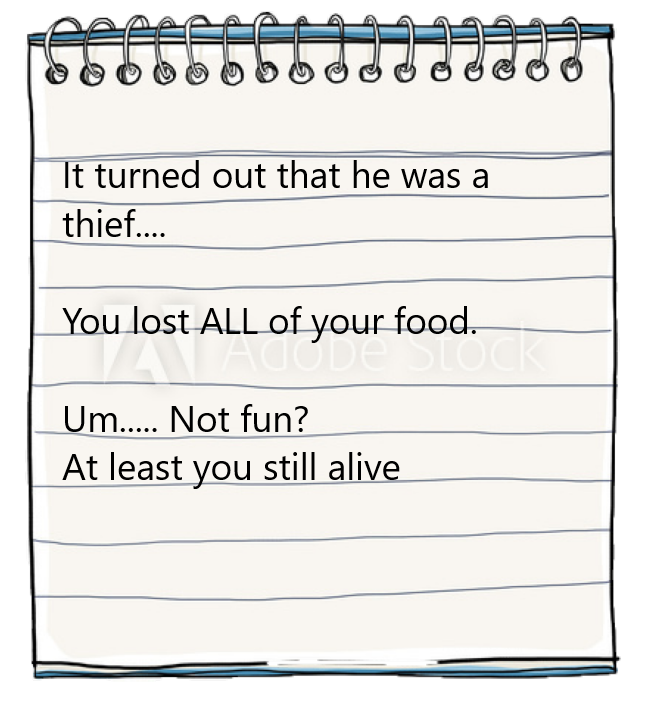 It turned out that he was a
thief....
You lost ALL of your food.
Adobe Stock
Um..... Not fun?
At least you still alive